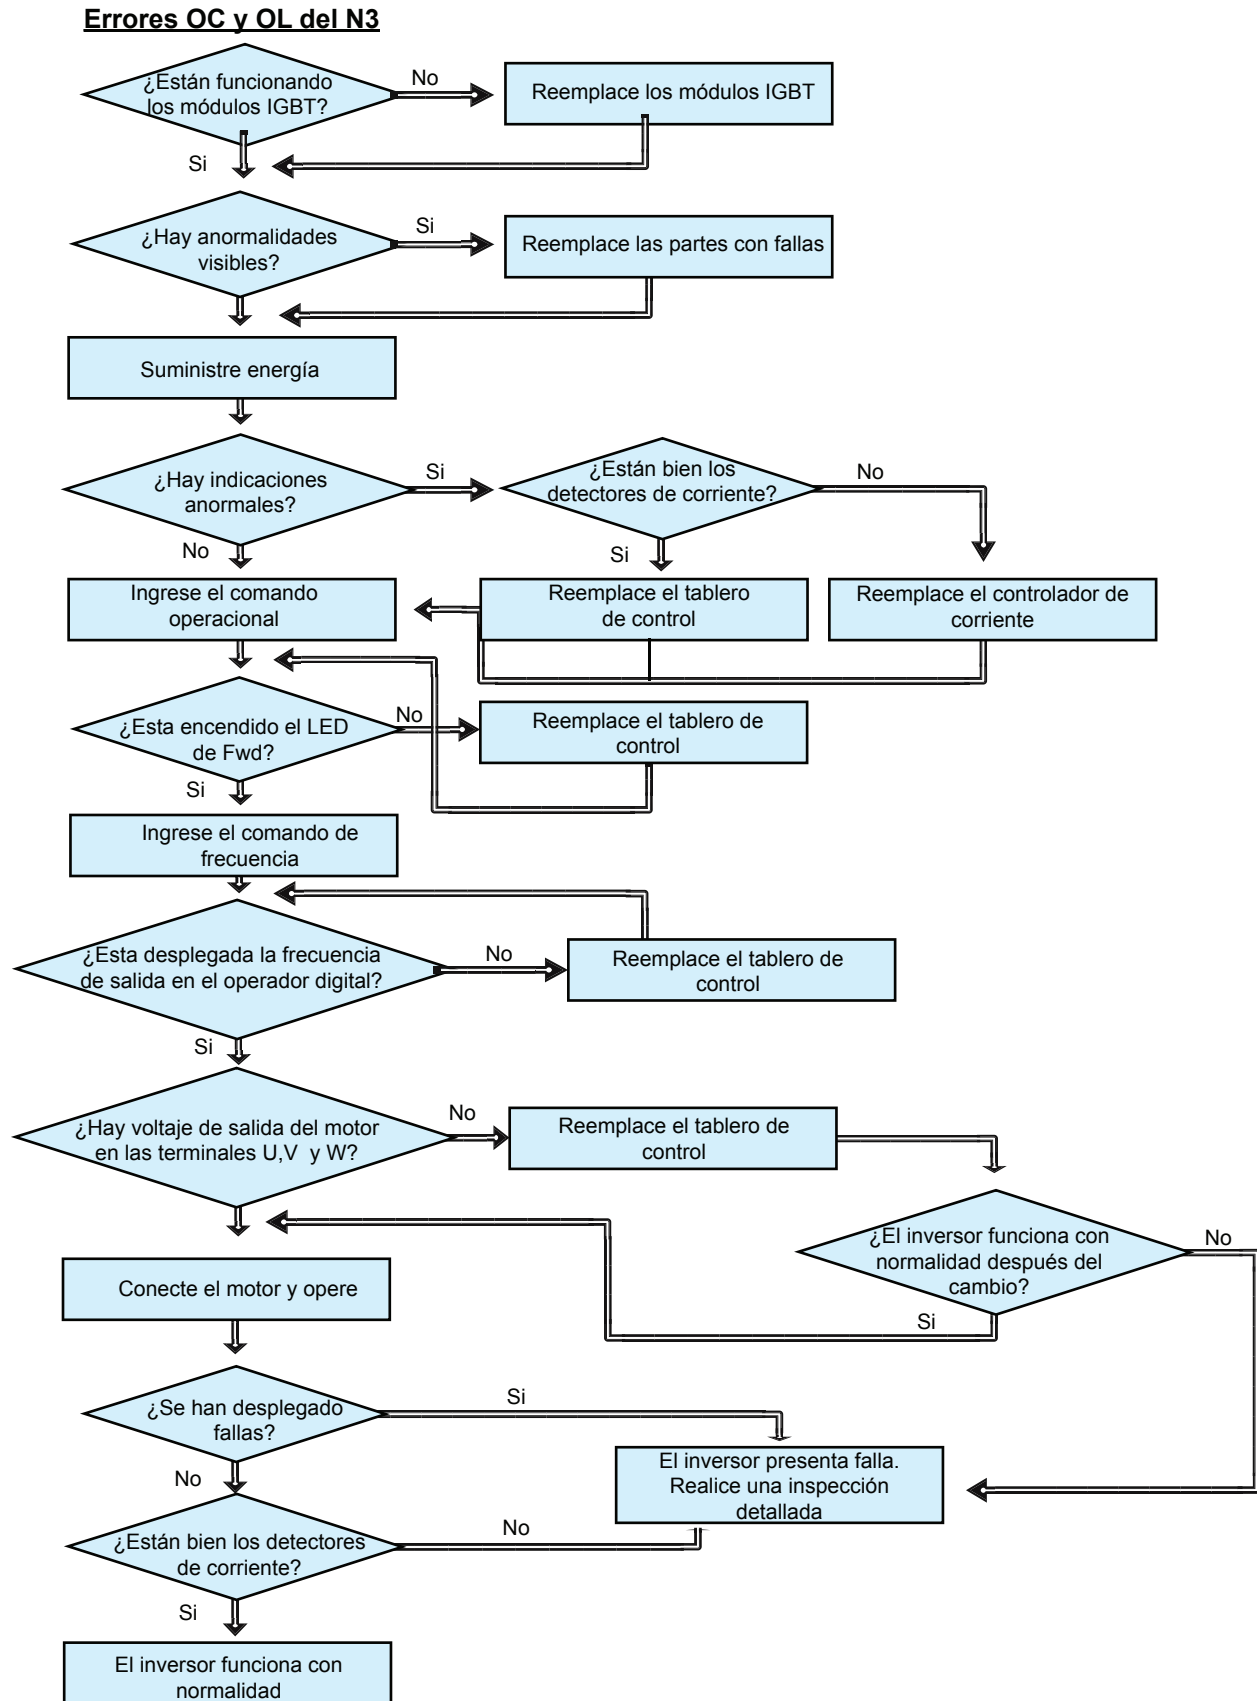 Errores OC y OL del N3
¿Están funcionando
los módulos IGBT?
No
Reemplace los módulos IGBT
Si
¿Hay anormalidades
visibles?
Si
Reemplace las partes con fallas
Suministre energía
¿Hay indicaciones
anormales?
Si
¿Están bien los
detectores de corriente?
No
No
Si
Ingrese el comando
operacional
Reemplace el tablero
de control
Reemplace el controlador de
corriente
¿Esta encendido el LED
de Fwd?
No
Reemplace el tablero de
control
Si
Ingrese el comando de
frecuencia
¿Esta desplegada la frecuencia
de salida en el operador digital?
No
Reemplace el tablero de
control
Si
¿Hay voltaje de salida del motor
en las terminales U,V y W?
No
Reemplace el tablero de
control
¿El inversor funciona con
normalidad después del
cambio?
No
Si
Conecte el motor y opere
¿Se han desplegado
fallas?
Si
El inversor presenta falla.
Realice una inspección
detallada
No
¿Están bien los detectores
de corriente?
No
Si
El inversor funciona con
normalidad